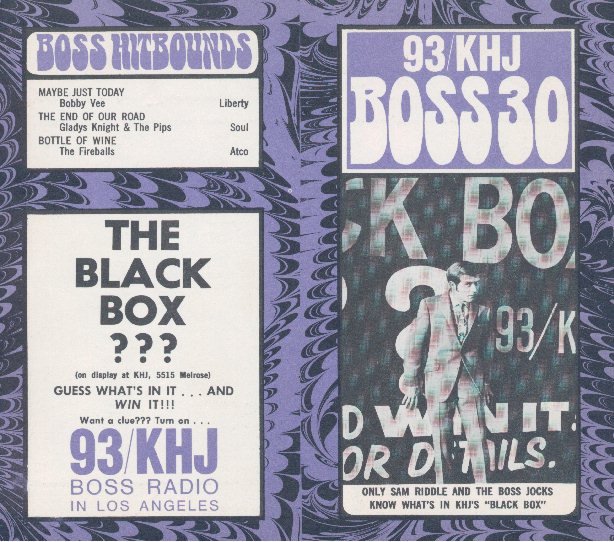 BOSS HITBOUNDS
MAYBE JUST TODAY
Bobby Vee Liberty
THE END OF OUR ROAD
Gladys Knight & The Pips Soul
BOTTLE OF WINE
The Fireballs Atco
THE
BLACK
BOX
???
(on display at KHJ, 5515 Melrose)
GUESS WHAT'S IN IT . . . AND
WIN IT!!!
Want a clue??? Turn on . . .
93/KHJ
BOSS RADIO
IN LOS ANGELES
93/KHJ
BOSS 30
CK BO
?
93/K
D WIN IT.
OR DETAILS.
ONLY SAM RIDDLE AND THE BOSS JOCKS
KNOW WHAT'S IN KHJ'S "BLACK BOX"